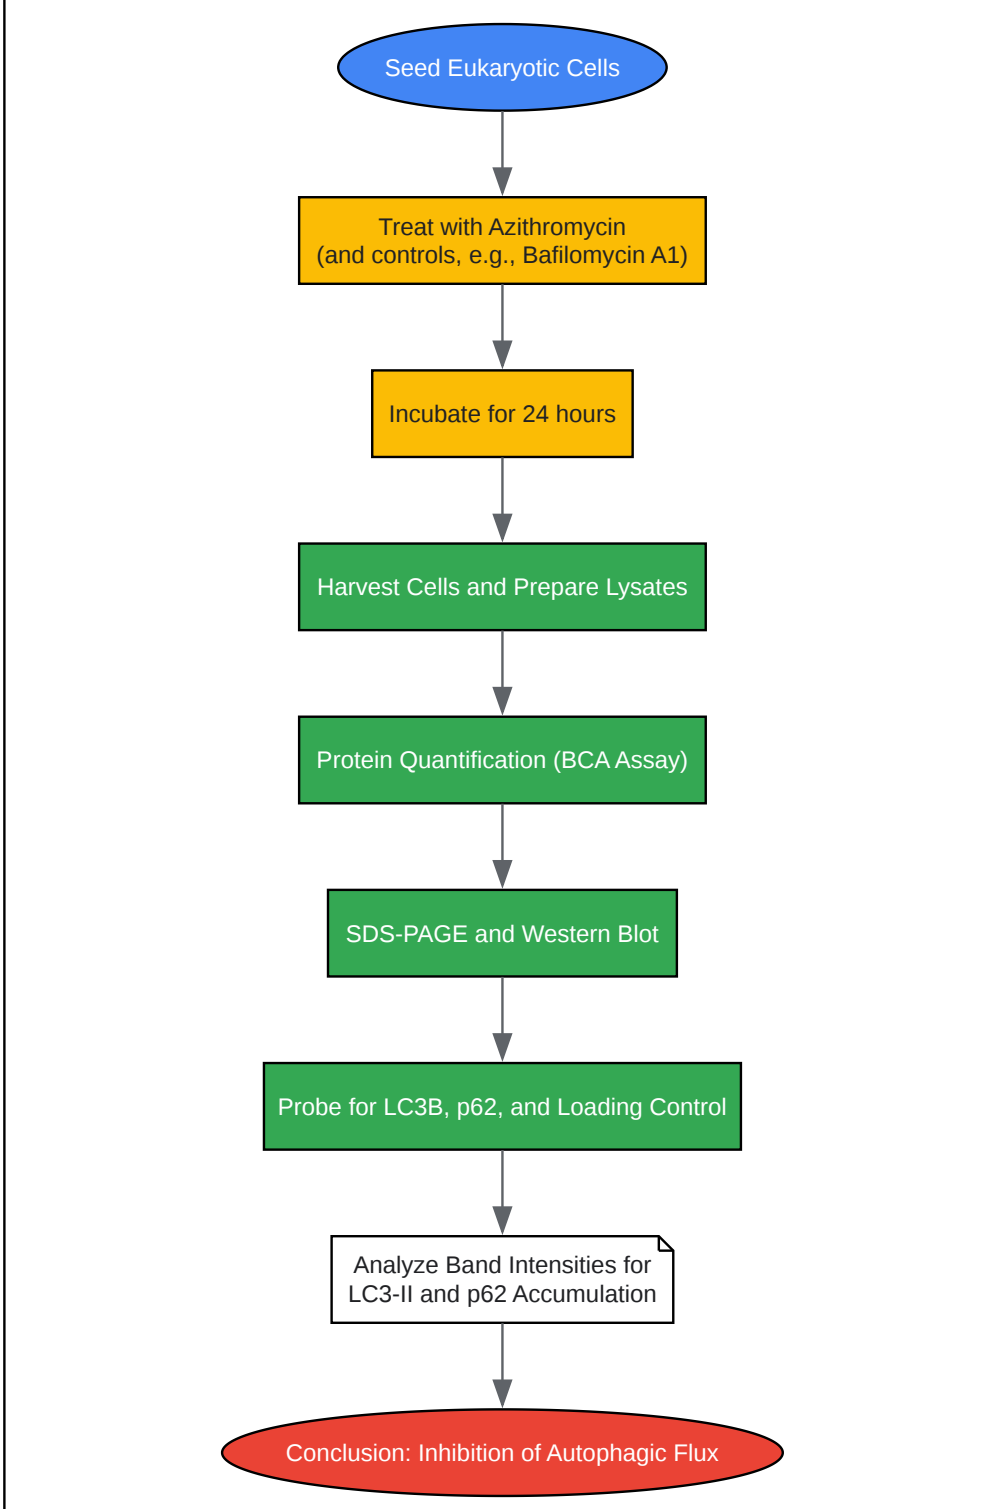 Seed Eukaryotic Cells
Treat with Azithromycin
(and controls, e.g., Bafilomycin A1)
Incubate for 24 hours
Harvest Cells and Prepare Lysates
Protein Quantification (BCA Assay)
SDS-PAGE and Western Blot
Probe for LC3B, p62, and Loading Control
Analyze Band Intensities for
LC3-II and p62 Accumulation
Conclusion: Inhibition of Autophagic Flux